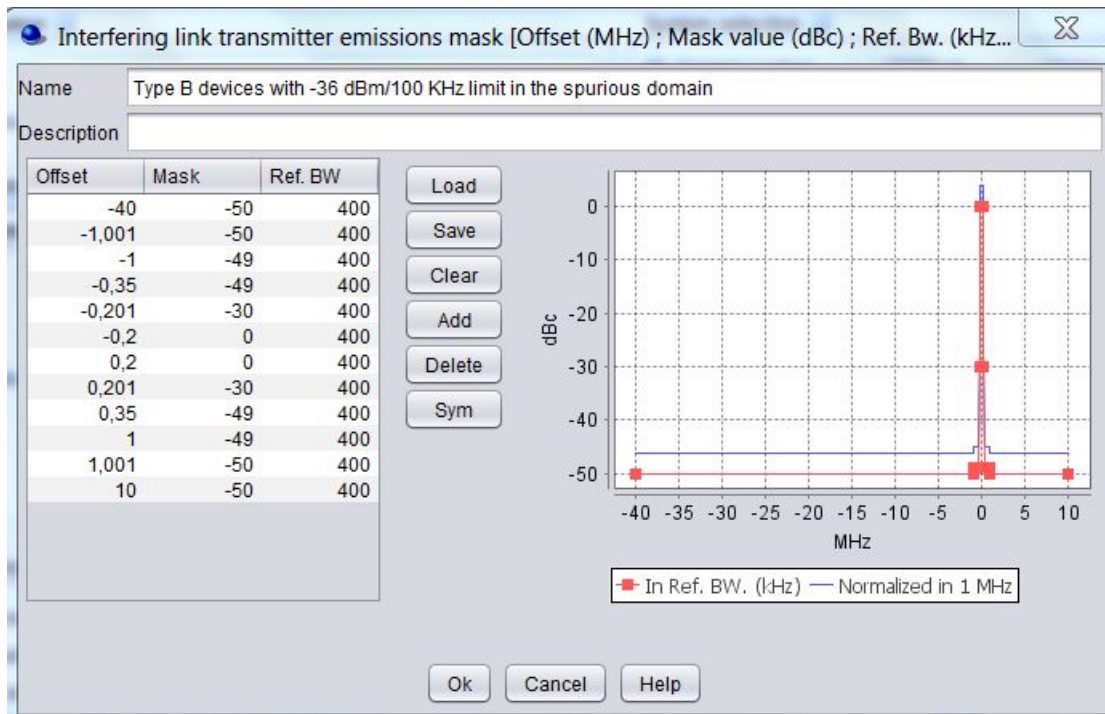 Interfering link transmitter emissions mask [Offset (MHz) ; Mask value (dBc) ; Ref. Bw. (kHz...
Name Type B devices with -36 dBm/100 KHz limit in the spurious domain
Description
Offset Mask Ref. BW
-40 -50 400
-1,001 -50 400
-1 -49 400
-0,35 -49 400
-0,201 -30 400
-0,2 0 400
0,2 0 400
0,201 -30 400
0,35 -49 400
1 -49 400
1,001 -50 400
10 -50 400
Load
Save
Clear
Add
Delete
Sym
dBc
0
-10
-20
-30
-40
-50
-40 -35 -30 -25 -20 -15 -10 -5 0 5 10
MHz
In Ref. BW. (kHz) Normalized in 1 MHz
Ok Cancel Help